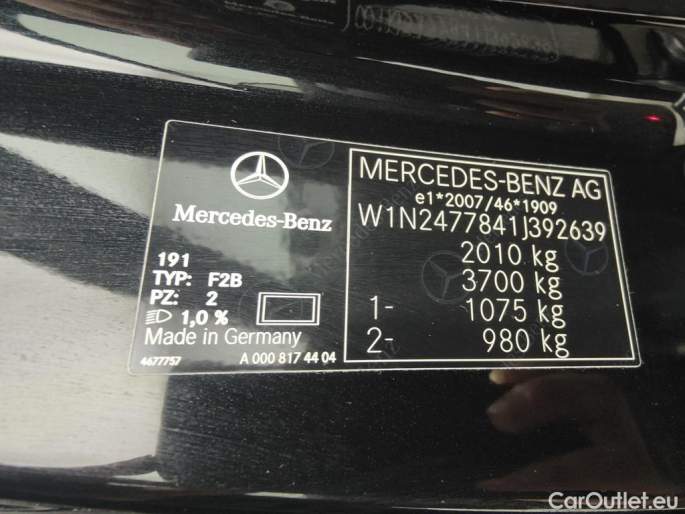 Mercedes-Benz
191
TYP: F2B
PZ: 2
1,0 %
Made in Germany
4677757 A 000 817 44 04
MERCEDES-BENZ AG
e1*2007/46*1909
W1N2477841J392639
2010 kg
3700 kg
1- 1075 kg
2- 980 kg
CarOutlet.eu